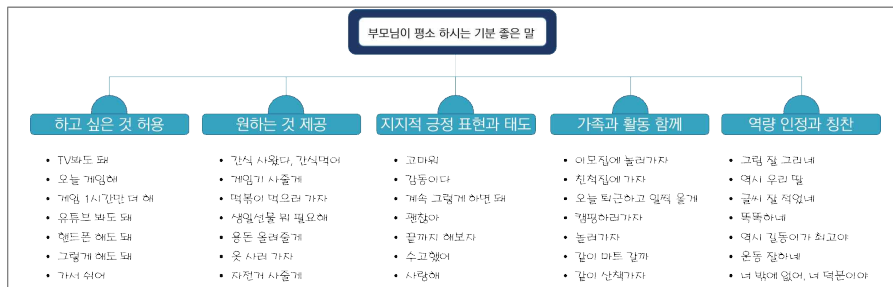 부모님이 평소 하시는 기분 좋은 말
하고 싶은 것 허용
• TV봐도 돼
• 오늘 게임해
• 게임 1시간만 더 해
• 유튜브 봐도 돼
• 핸드폰 해도 돼
• 그렇게 해도 돼
• 가서 쉬어
원하는 것 제공
• 간식 사왔다, 간식먹어
• 게임기 사줄게
• 떡볶이 먹으러 가자
• 생일선물 뭐 필요해
• 용돈 올려줄게
• 옷 사러 가자
• 자전거 사줄게
지지적 긍정 표현과 태도
• 고마워
• 감동이다
• 계속 그렇게 하면 돼
• 괜찮아
• 끝까지 해보자
• 수고했어
• 사랑해
가족과 활동 함께
• 이모집에 놀러가자
• 친척집에 가자
• 오늘 퇴근하고 일찍 올게
• 캠핑하러가자
• 놀러가자
• 같이 마트 갈까
• 같이 산책가자
역량 인정과 칭찬
• 그림 잘 그리네
• 역시 우리 딸
• 글씨 잘 적었네
• 똑똑하네
• 역시 길동이가 최고야
• 운동 잘하네
• 너 밖에 없어, 너 덕분이야